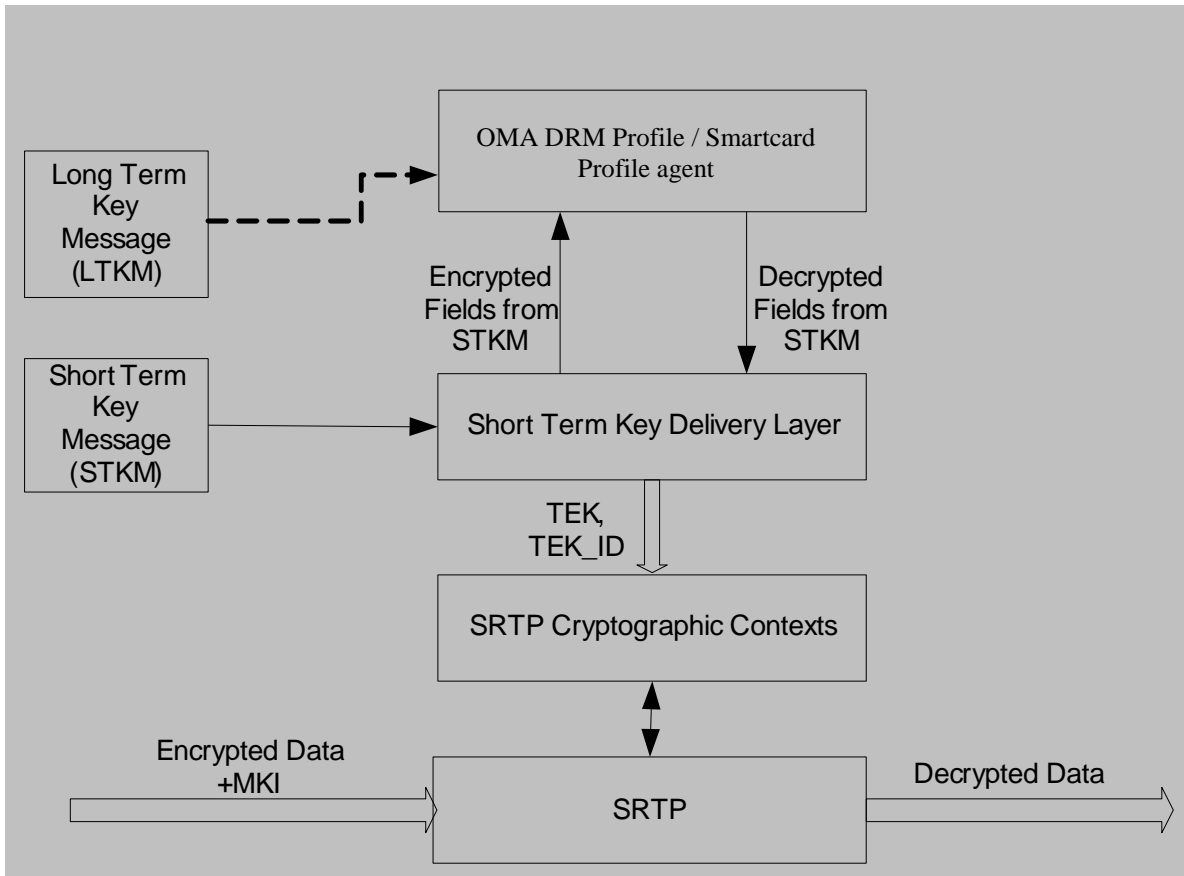 OMA DRM Profile / Smartcard
Profile agent
Long Term
Key
Message
(LTKM)
Encrypted
Fields from
STKM
Decrypted
Fields from
STKM
Short Term
Key
Message
(STKM)
Short Term Key Delivery Layer
TEK,
TEK_ID
SRTP Cryptographic Contexts
Encrypted Data
+MKI
SRTP
Decrypted Data